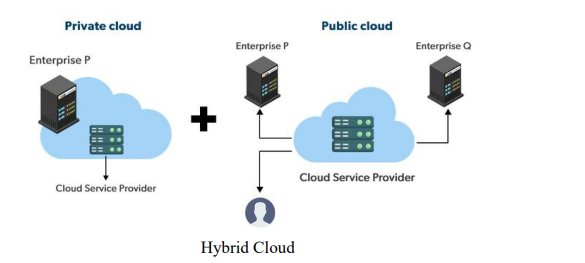 Private cloud
Public cloud
Enterprise P
Enterprise P
Enterprise Q
Cloud Service Provider
Cloud Service Provider
Hybrid Cloud